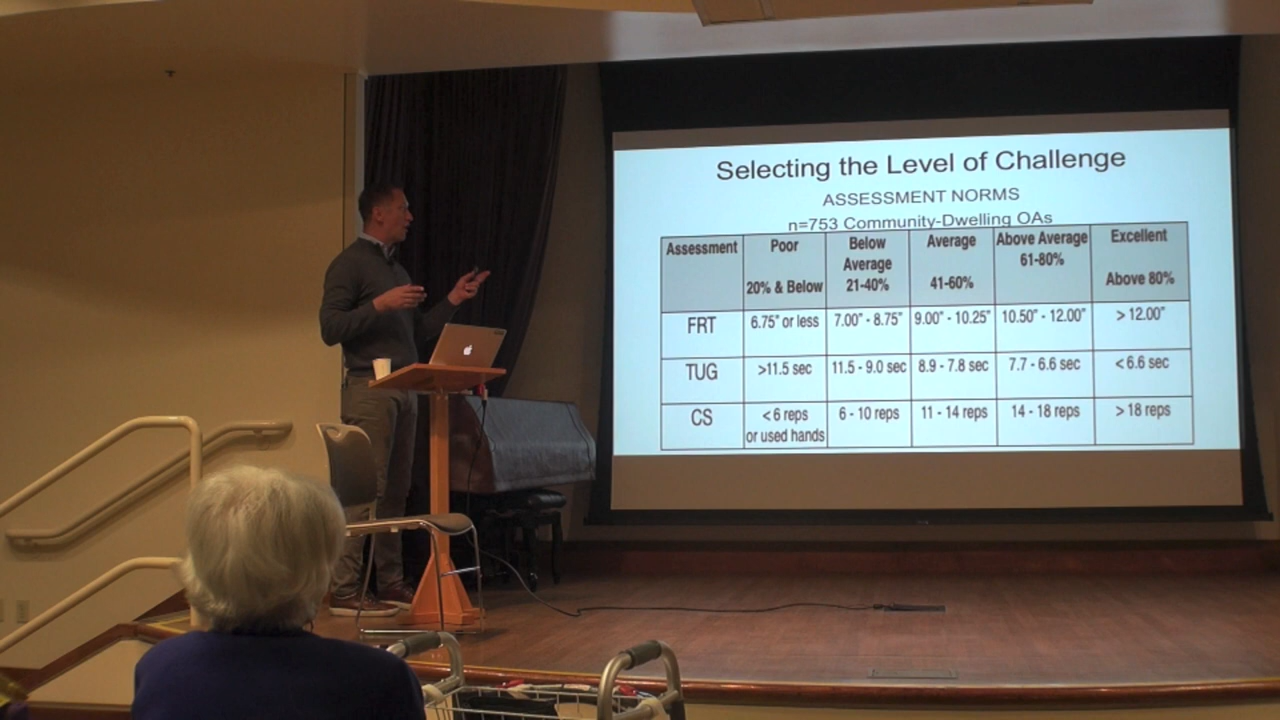 Selecting the Level of Challenge
ASSESSMENT NORMS
n=753 Community-Dwelling OAs
Assessment Poor 20% & Below Below Average 21-40% Average 41-60% Above Average 61-80% Excellent Above 80%
FRT 6.75" or less 7.00" - 8.75" 9.00" - 10.25" 10.50" - 12.00" > 12.00"
TUG >11.5 sec 11.5 - 9.0 sec 8.9 - 7.8 sec 7.7 - 6.6 sec < 6.6 sec
CS < 6 reps or used hands 6 - 10 reps 11 - 14 reps 14 - 18 reps > 18 reps